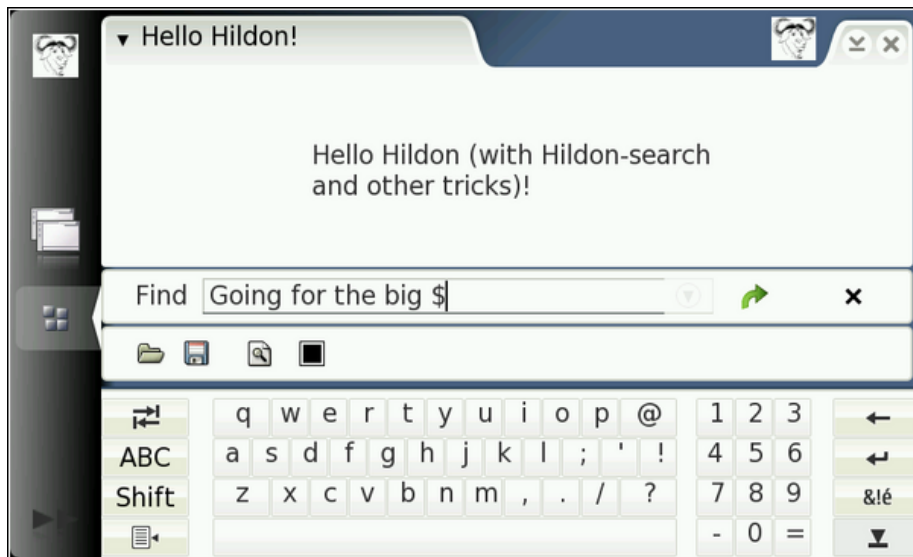 Hello Hildon!
Hello Hildon (with Hildon-search
and other tricks)!
Find Going for the big $
q w e r t y u i o p @ 1 2 3
ABC a s d f g h j k l ; ' ! 4 5 6
Shift z x c v b n m , . / ? 7 8 9 &!é
- 0 =